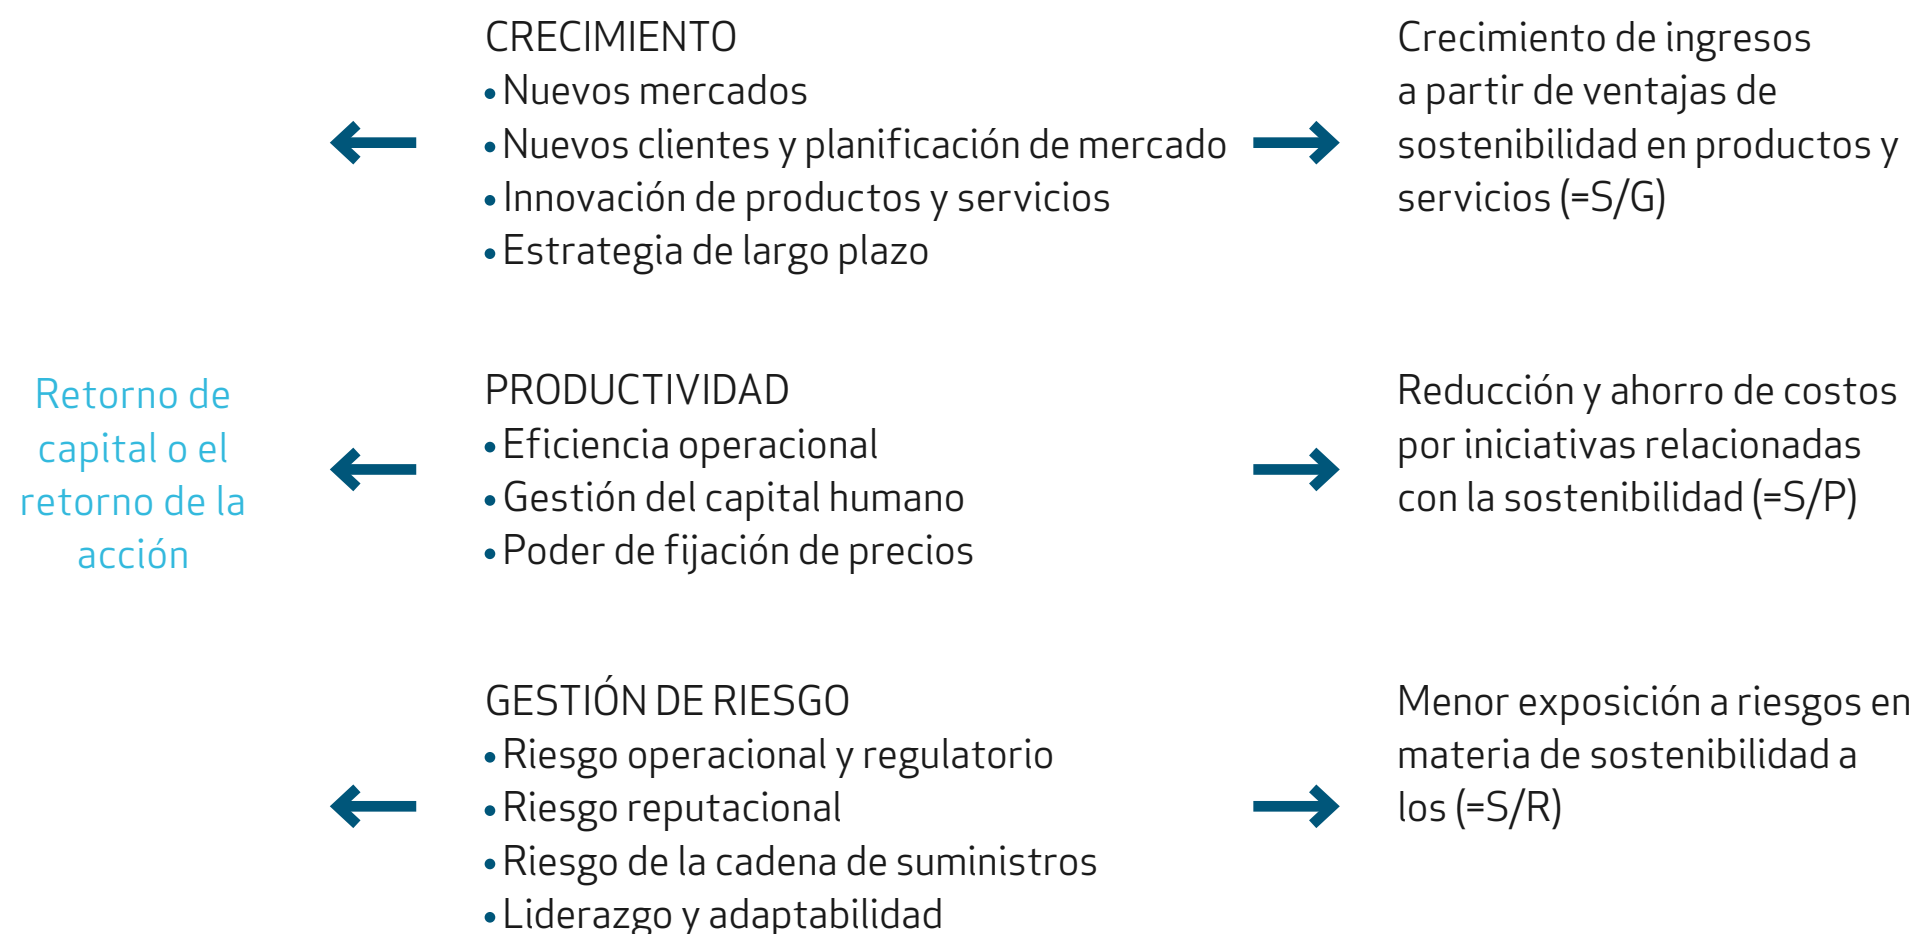 CRECIMIENTO
• Nuevos mercados
• Nuevos clientes y planificación de mercado
• Innovación de productos y servicios
• Estrategia de largo plazo
Crecimiento de ingresos
a partir de ventajas de
sostenibilidad en productos y
servicios (=S/G)
Retorno de
capital o el
retorno de la
acción
PRODUCTIVIDAD
• Eficiencia operacional
• Gestión del capital humano
• Poder de fijación de precios
Reducción y ahorro de costos
por iniciativas relacionadas
con la sostenibilidad (=S/P)
GESTIÓN DE RIESGO
• Riesgo operacional y regulatorio
• Riesgo reputacional
• Riesgo de la cadena de suministros
• Liderazgo y adaptabilidad
Menor exposición a riesgos en
materia de sostenibilidad a
los (=S/R)